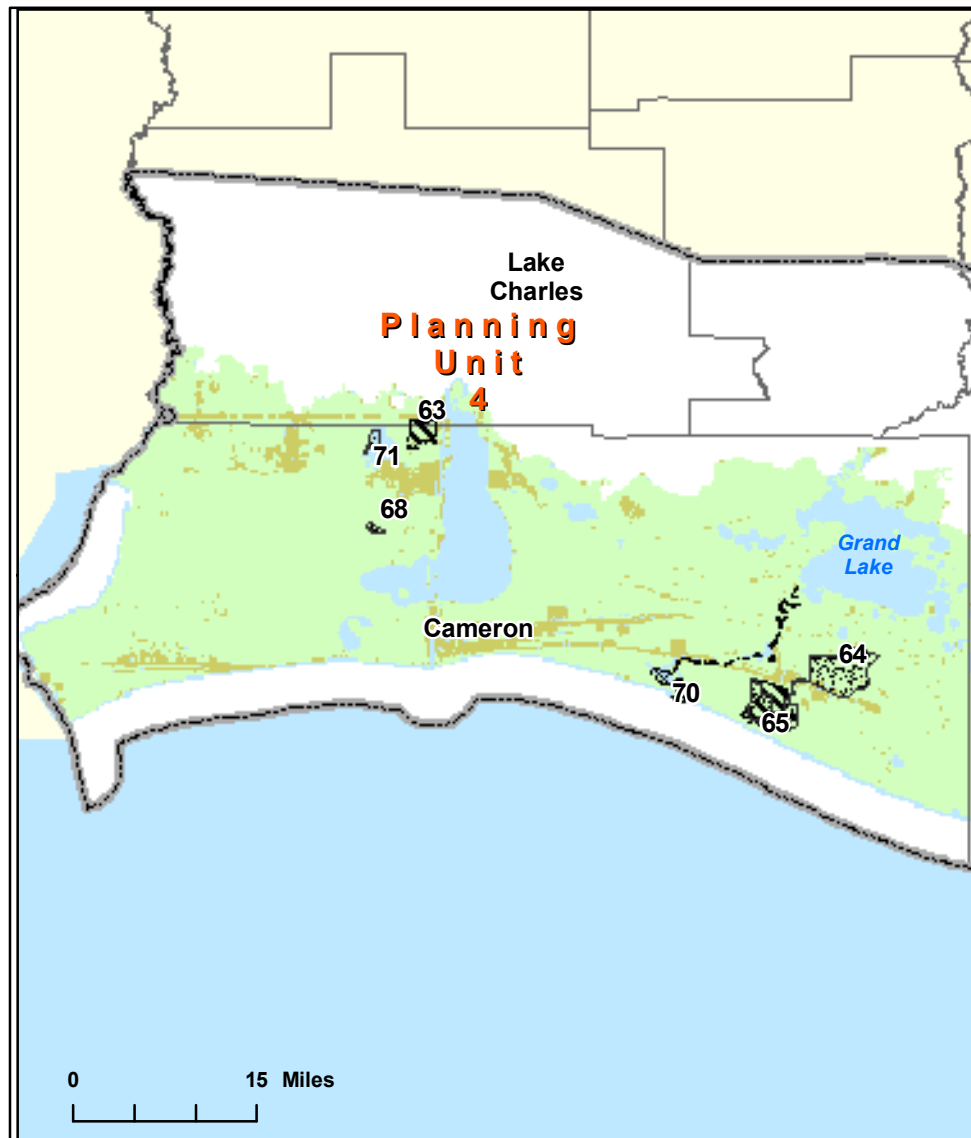 Lake
Charles
Planning
Unit
4
63
71
68
Grand
Lake
Cameron
64
70
65
0 15 Miles